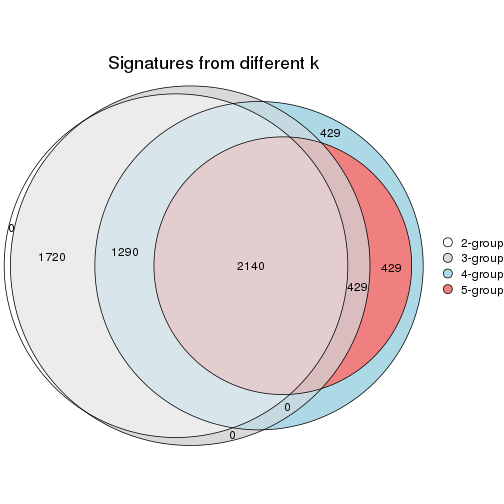 Signatures from different k
429
0
1720
1290
2140
429
429
0
0
2-group
3-group
4-group
5-group